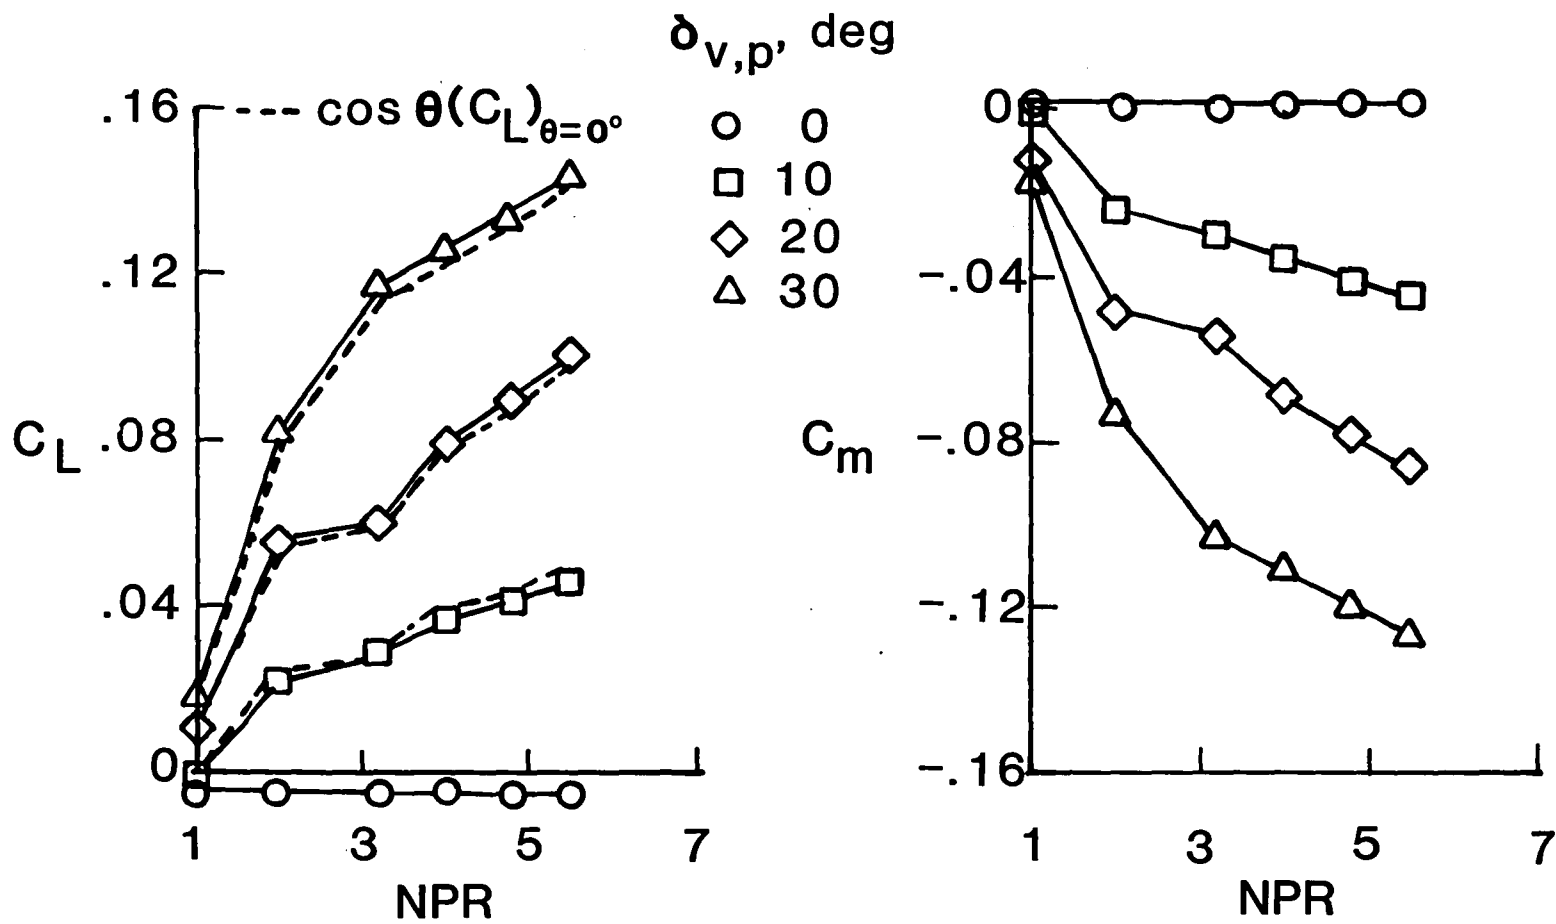 δv,p, deg
.16 --- cos θ(CL)θ=0°
○ 0
□ 10
◇ 20
△ 30
.12
CL .08
.04
0
1 3 5 7
NPR
0
-.04
Cm -.08
-.12
-.16
1 3 5 7
NPR